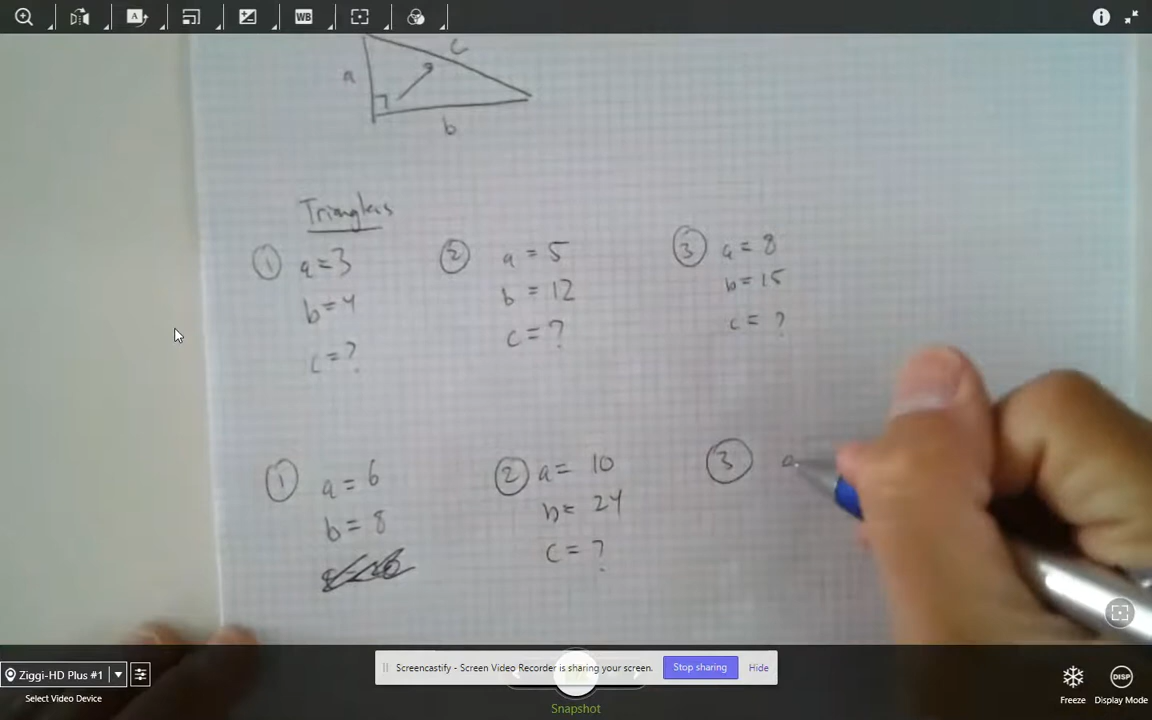 WB
a
c
b
Triangles
① a = 3
b = 4
c = ?
② a = 5
b = 12
c = ?
③ a = 8
b = 15
c = ?
① a = 6
b = 8
② a = 10
b = 24
c = ?
③ a
Ziggi-HD Plus #1
Select Video Device
Screencastify - Screen Video Recorder is sharing your screen.
Stop sharing
Hide
Snapshot
Freeze
DISP
Display Mode